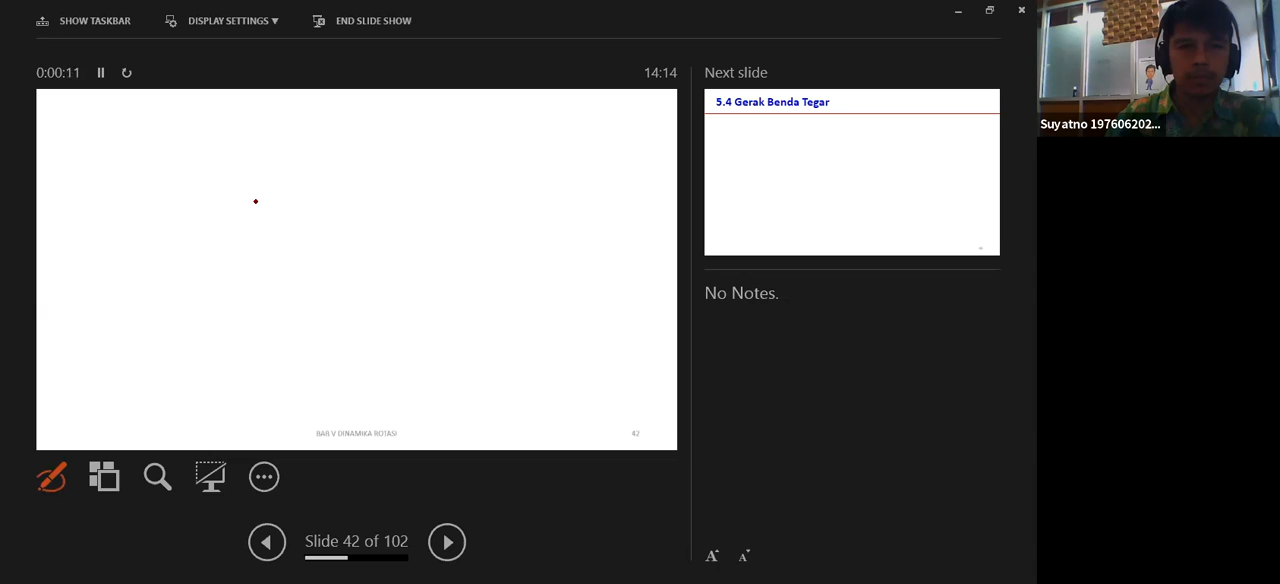 SHOW TASKBAR
DISPLAY SETTINGS ▼
END SLIDE SHOW
0:00:11
14:14
Next slide
5.4 Gerak Benda Tegar
Suyatno 197606202...
No Notes.
BAB V DINAMIKA ROTASI
42
Slide 42 of 102
A
A